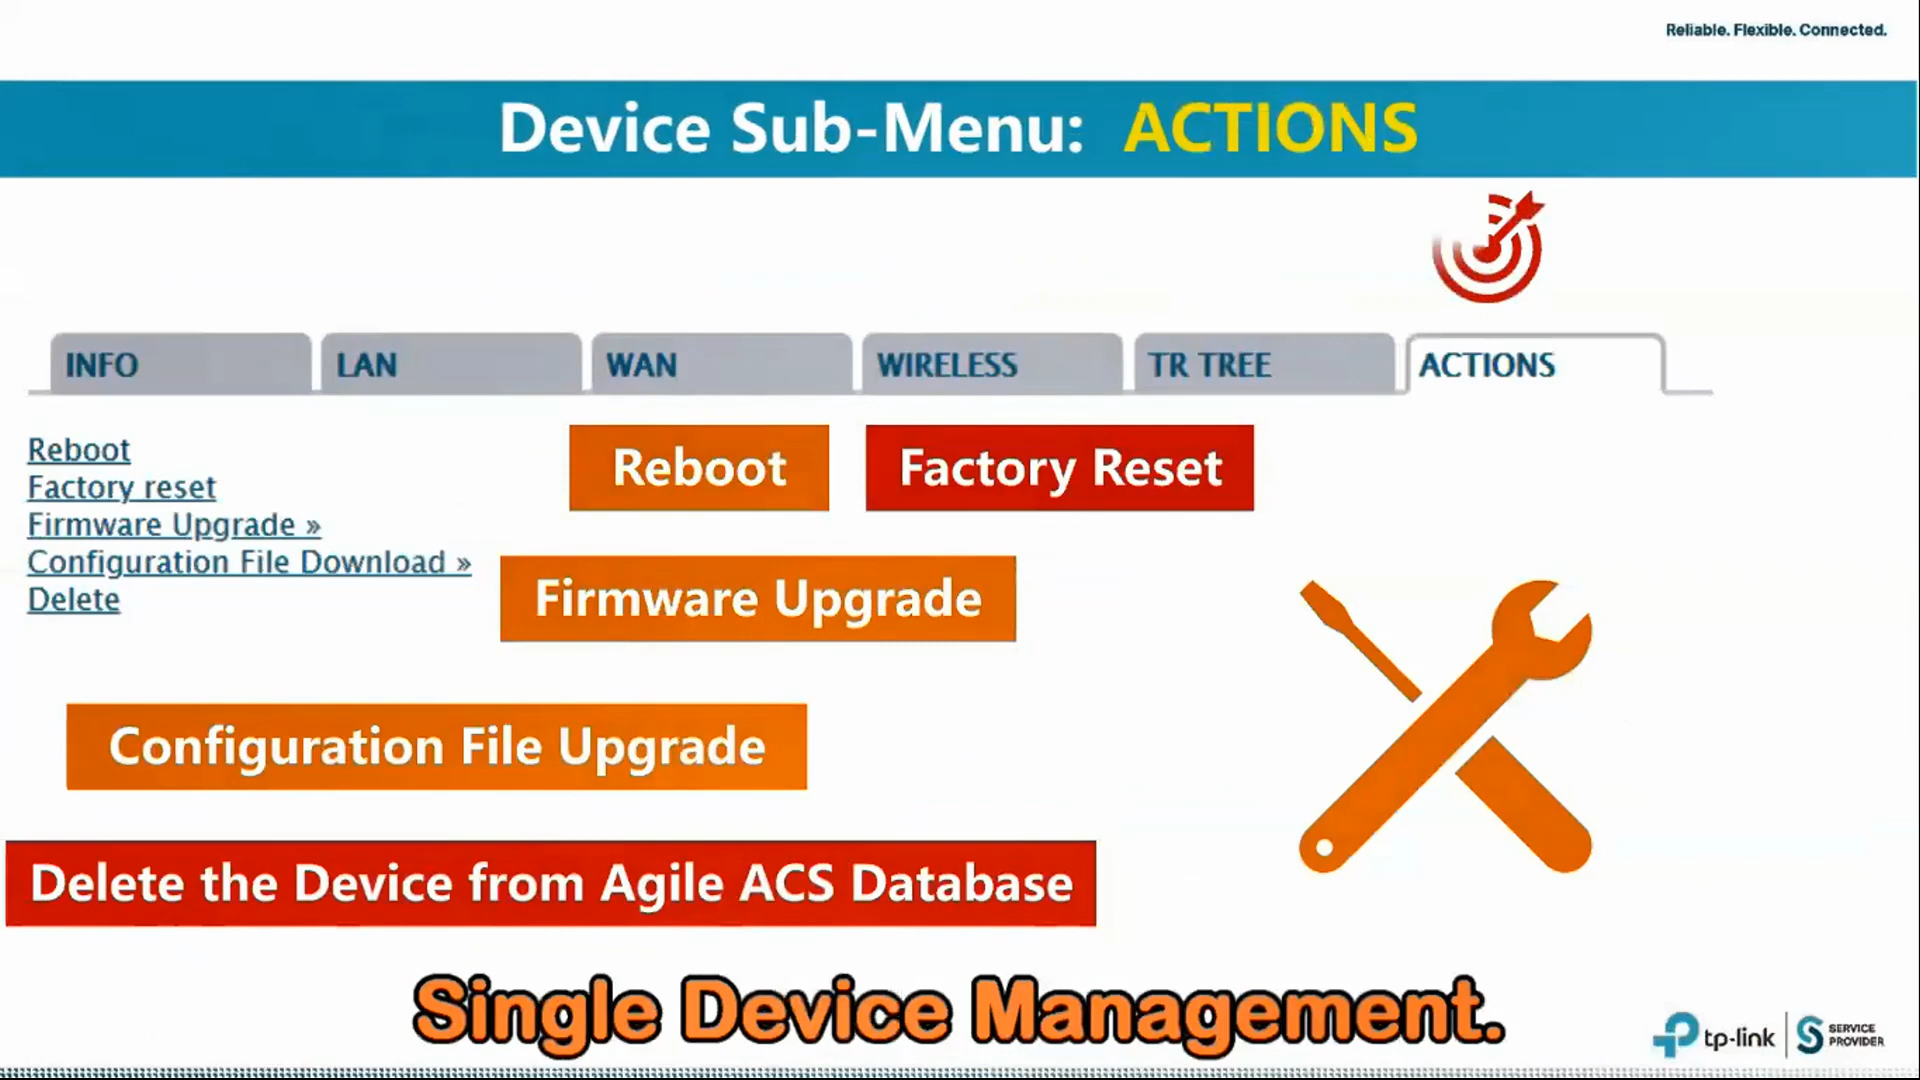 Reliable. Flexible. Connected.
Device Sub-Menu: ACTIONS
INFO LAN WAN WIRELESS TR TREE ACTIONS
Reboot
Factory reset
Firmware Upgrade »
Configuration File Download »
Delete
Reboot Factory Reset
Firmware Upgrade
Configuration File Upgrade
Delete the Device from Agile ACS Database
Single Device Management.
tp-link
SERVICE
PROVIDER